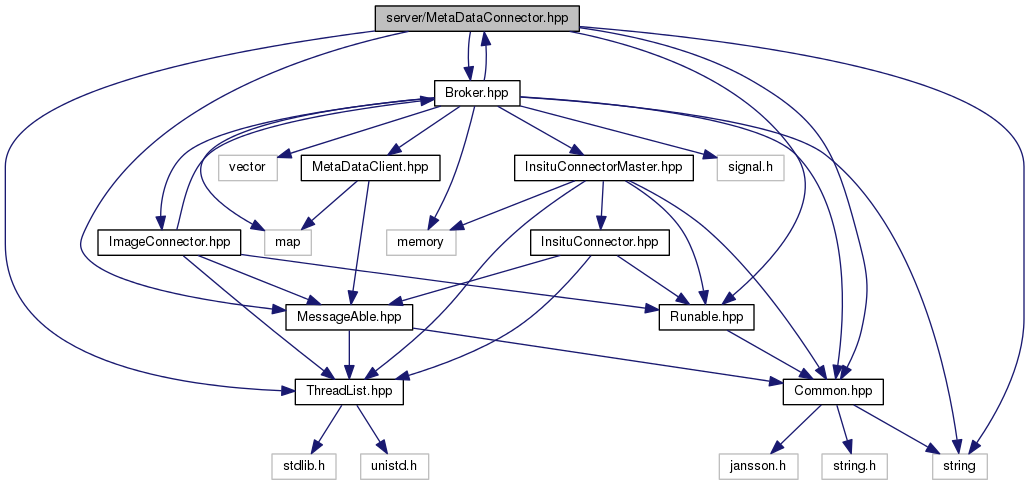 server/MetaDataConnector.hpp
Broker.hpp
vector
MetaDataClient.hpp
InsituConnectorMaster.hpp
signal.h
ImageConnector.hpp
map
memory
InsituConnector.hpp
MessageAble.hpp
Runable.hpp
ThreadList.hpp
Common.hpp
stdlib.h
unistd.h
jansson.h
string.h
string